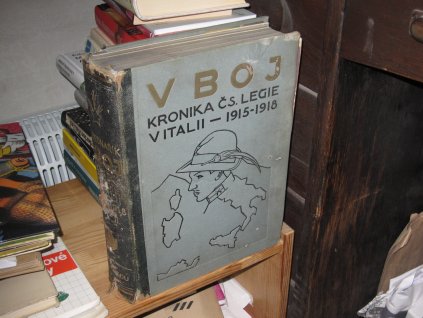 V BOJ
KRONIKA ČS. LEGIE
V ITALII – 1915-1918